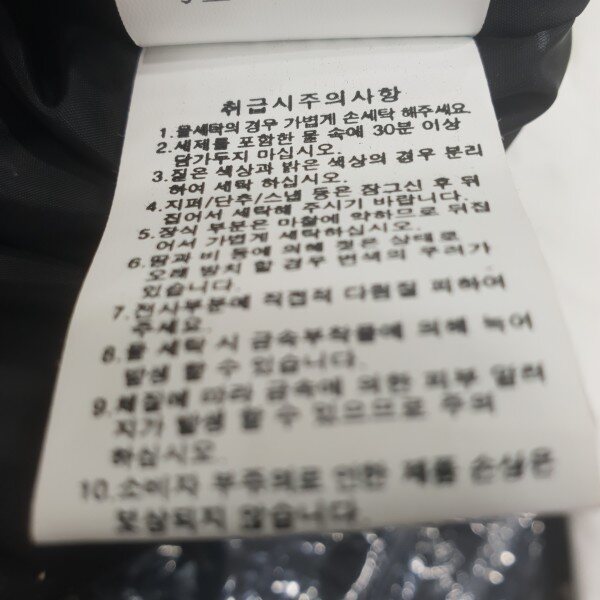 취급시주의사항
1. 물세탁의 경우 가볍게 손세탁 해주세요
2. 세제를 포함한 물 속에 30분 이상
담가두지 마십시오.
3. 짙은 색상과 밝은 색상의 경우 분리
하여 세탁 하십시오.
4. 지퍼/단추/스냅 등은 잠그신 후 뒤
집어서 세탁해 주시기 바랍니다.
5. 장식 부분은 마찰에 약하므로 뒤집
어서 가볍게 세탁하십시오.
6. 땀과 비 등에 의해 젖은 상태로
오래 방치 할 경우 변색의 우려가
있습니다.
7. 전사부분에 직접적 다림질 피하여
주세요.
8. 물 세탁 시 금속부착물에 의해 녹이
발생 할 수 있습니다.
9. 체질에 따라 금속에 의한 피부 알러
지가 발생 할 수 있으므로 주의
하십시오.
10. 소비자 부주의로 인한 제품 손상은
보상되지 않습니다.